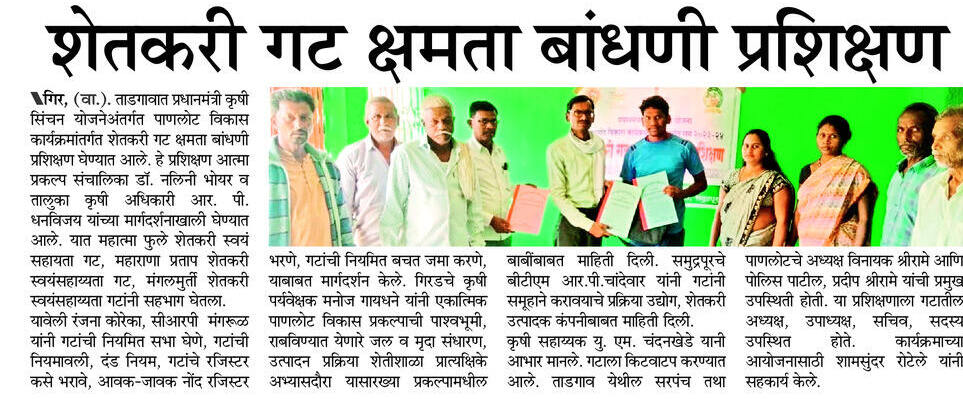 शेतकरी गट क्षमता बांधणी प्रशिक्षण
गिर, (वा.). ताडगावात प्रधानमंत्री कृषी
सिंचन योजनेअंतर्गत पाणलोट विकास
कार्यक्रमांतर्गत शेतकरी गट क्षमता बांधणी
प्रशिक्षण घेण्यात आले. हे प्रशिक्षण आत्मा
प्रकल्प संचालिका डॉ. नलिनी भोयर व
तालुका कृषी अधिकारी आर. पी.
धनविजय यांच्या मार्गदर्शनाखाली घेण्यात
आले. यात महात्मा फुले शेतकरी स्वयं
सहायता गट, महाराणा प्रताप शेतकरी
स्वयंसहाय्यता गट, मंगलमुर्ती शेतकरी
स्वयंसहाय्यता गटांनी सहभाग घेतला.
यावेली रंजना कोरेका, सीआरपी मंगरूळ
यांनी गटांची नियमित सभा घेणे, गटांची
नियमावली, दंड नियम, गटांचे रजिस्टर
कसे भरावे, आवक-जावक नोंद रजिस्टर
भरणे, गटांची नियमित बचत जमा करणे,
याबाबत मार्गदर्शन केले. गिरडचे कृषी
पर्यवेक्षक मनोज गायधने यांनी एकात्मिक
पाणलोट विकास प्रकल्पाची पाश्वभूमी,
राबविण्यात येणारे जल व मृदा संधारण,
उत्पादन प्रक्रिया शेतीशाळा प्रात्यक्षिके
अभ्यासदौरा यासारख्या प्रकल्पामधील
बाबींबाबत माहिती दिली. समुद्रपूरचे
बीटीएम आर.पी.चांदेवार यांनी गटांनी
समूहाने करावयाचे प्रक्रिया उद्योग, शेतकरी
उत्पादक कंपनीबाबत माहिती दिली.
कृषी सहाय्यक यु. एम. चंदनखेडे यांनी
आभार मानले. गटाला किटवाटप करण्यात
आले. ताडगाव येथील सरपंच तथा
पाणलोटचे अध्यक्ष विनायक श्रीरामे आणि
पोलिस पाटील, प्रदीप श्रीरामे यांची प्रमुख
उपस्थिती होती. या प्रशिक्षणाला गटातील
अध्यक्ष, उपाध्यक्ष, सचिव, सदस्य
उपस्थित होते. कार्यक्रमाच्या
आयोजनासाठी शामसुंदर रोटेले यांनी
सहकार्य केले.